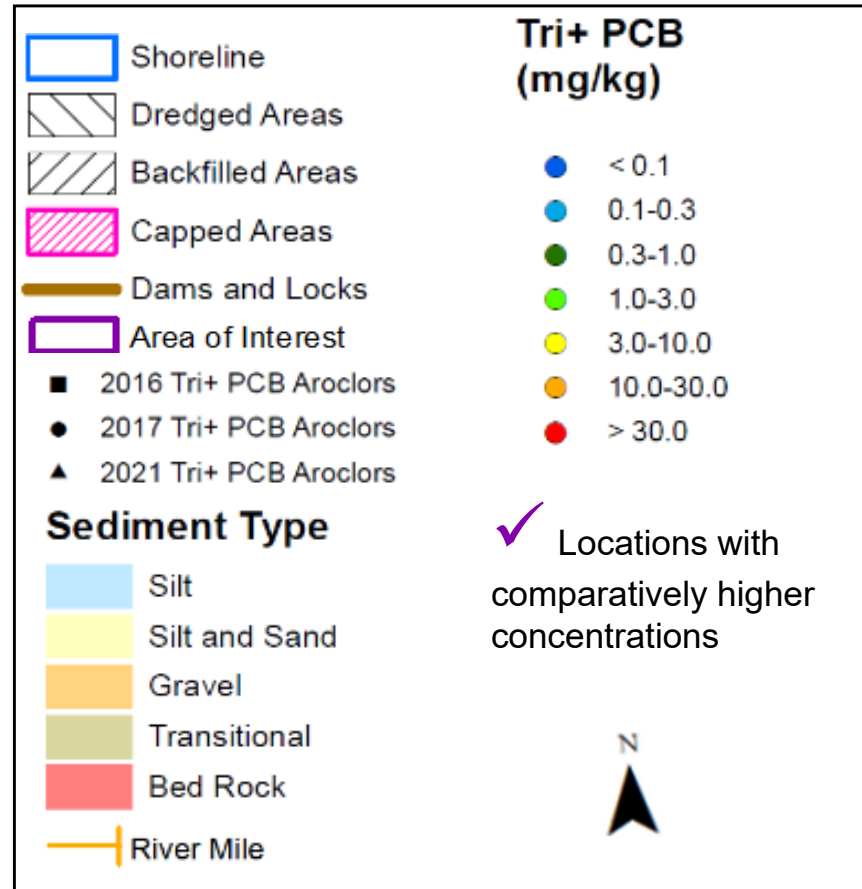 Shoreline
Dredged Areas
Backfilled Areas
Capped Areas
Dams and Locks
Area of Interest
2016 Tri+ PCB Aroclors
2017 Tri+ PCB Aroclors
2021 Tri+ PCB Aroclors
Sediment Type
Silt
Silt and Sand
Gravel
Transitional
Bed Rock
River Mile
Tri+ PCB
(mg/kg)
< 0.1
0.1-0.3
0.3-1.0
1.0-3.0
3.0-10.0
10.0-30.0
> 30.0
Locations with
comparatively higher
concentrations
N